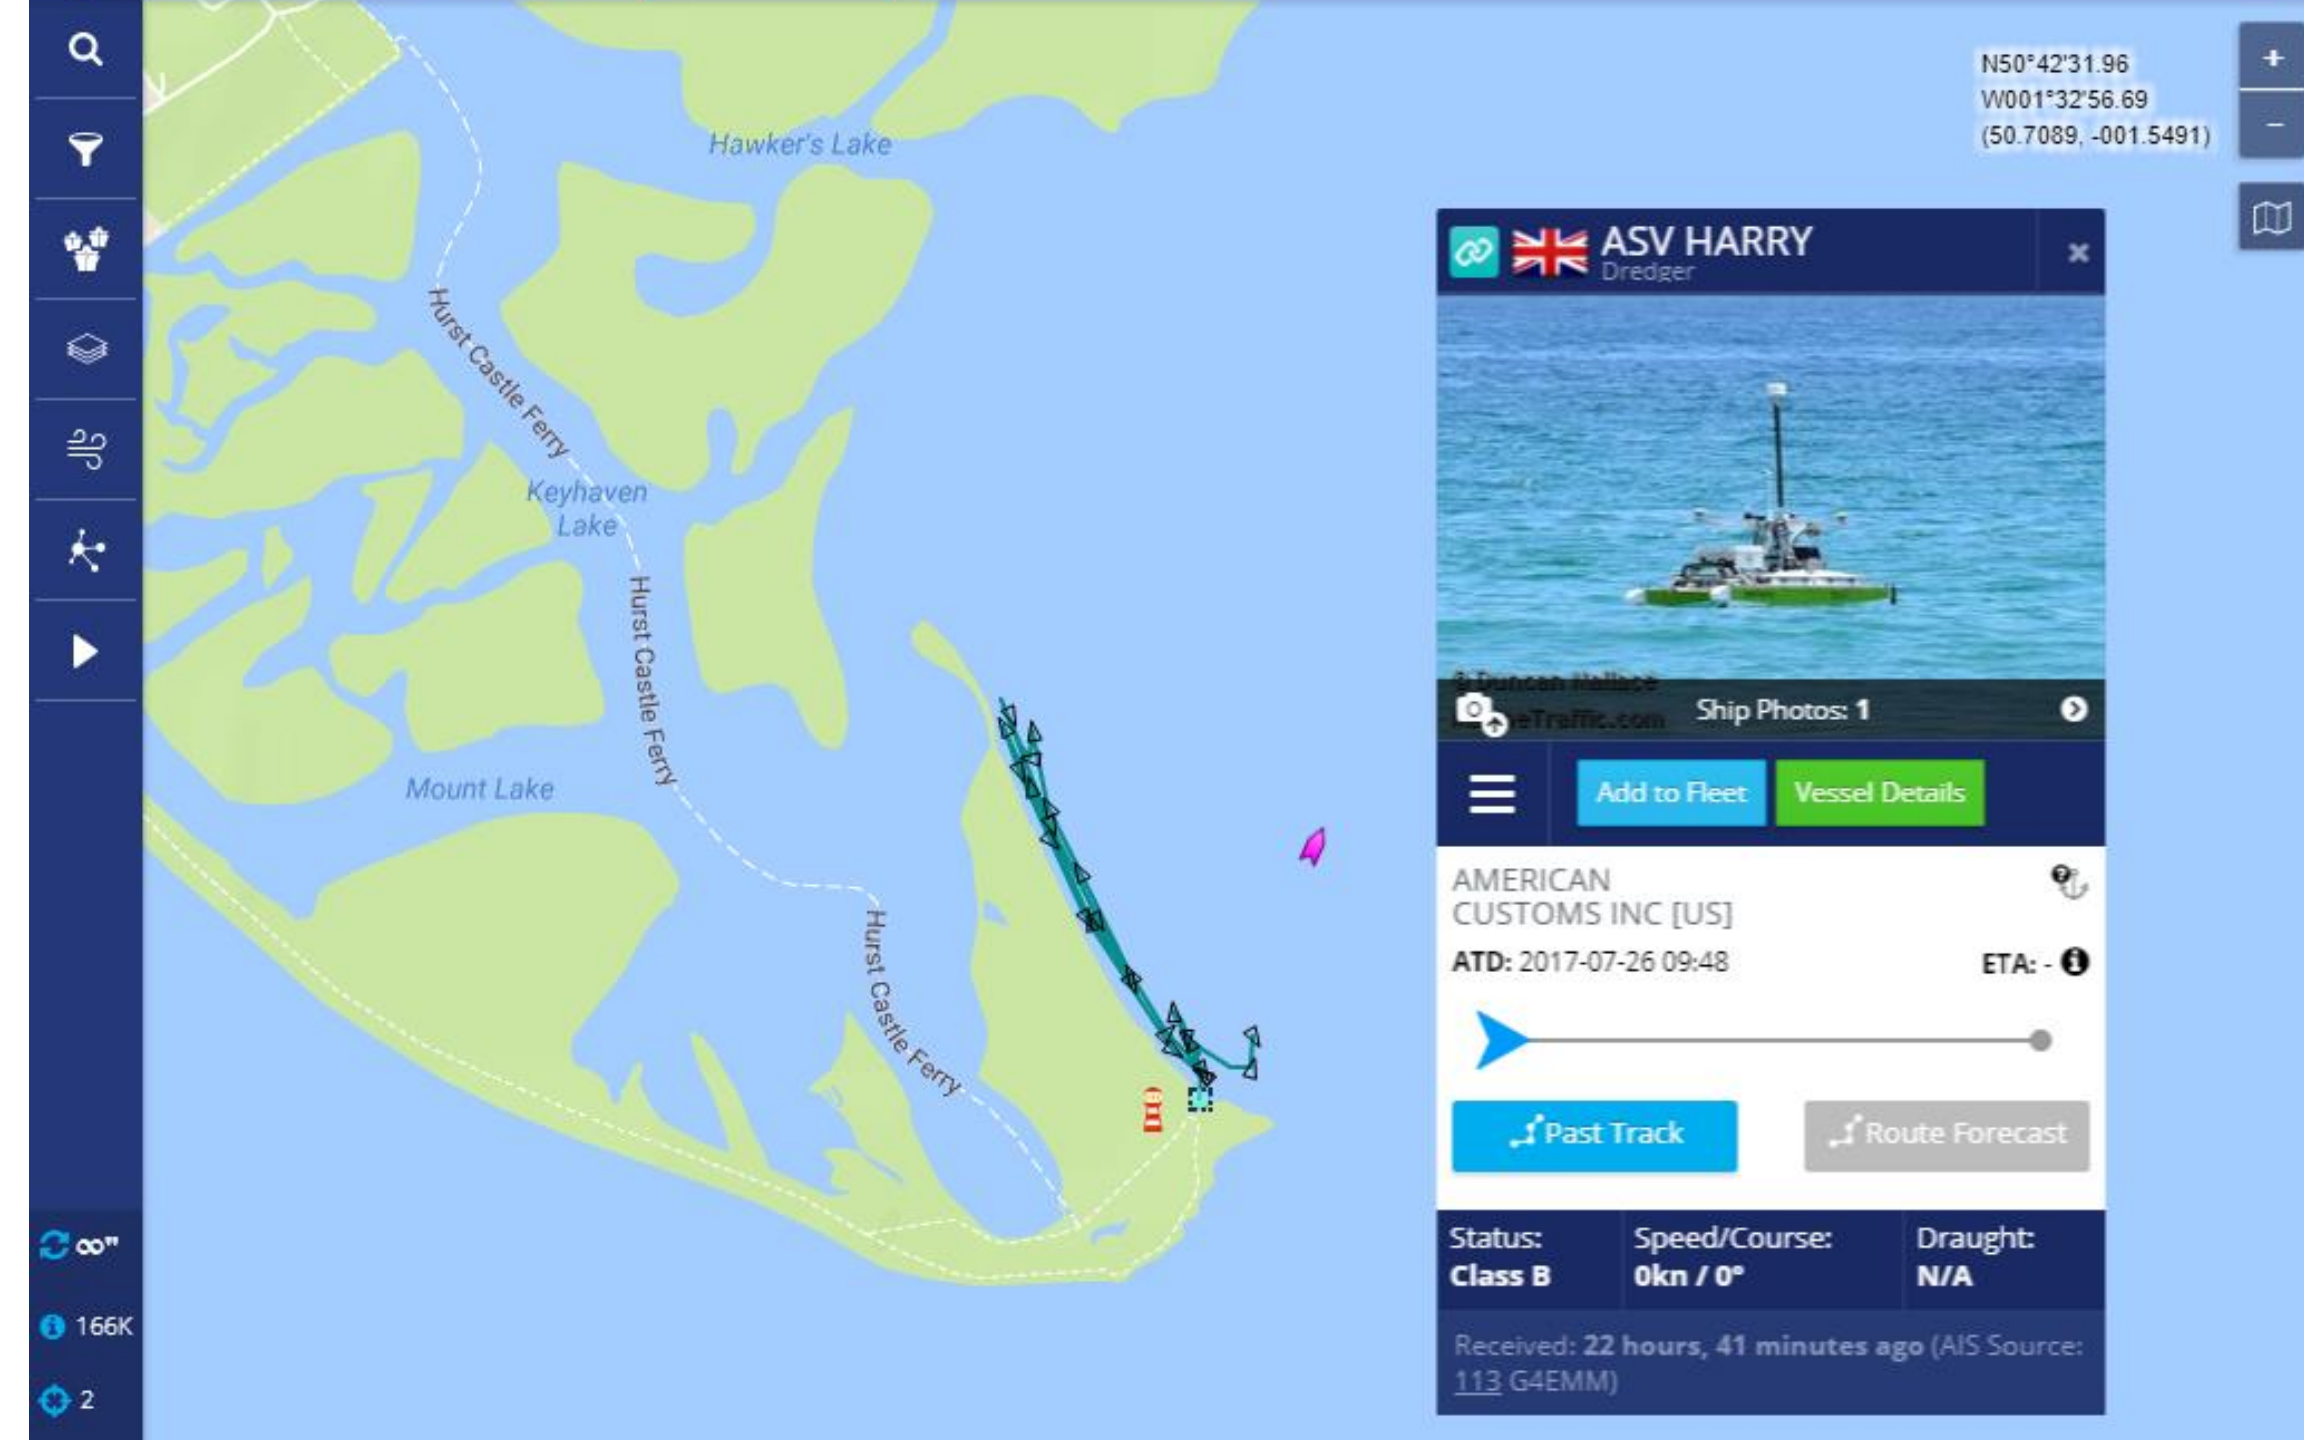 N50°42'31.96
W001°32'56.69
(50.7089, -001.5491)
Hawker's Lake
Hurst Castle Ferry
Keyhaven
Lake
Hurst Castle Ferry
Mount Lake
Hurst Castle Ferry
ASV HARRY
Dredger
© Duncan Wallace
Ship Photos: 1
Add to Fleet
Vessel Details
AMERICAN
CUSTOMS INC [US]
ATD: 2017-07-26 09:48
ETA: -
Past Track
Route Forecast
Status:
Class B
Speed/Course:
0kn / 0°
Draught:
N/A
Received: 22 hours, 41 minutes ago (AIS Source:
113 G4EMM)
∞"
166K
2